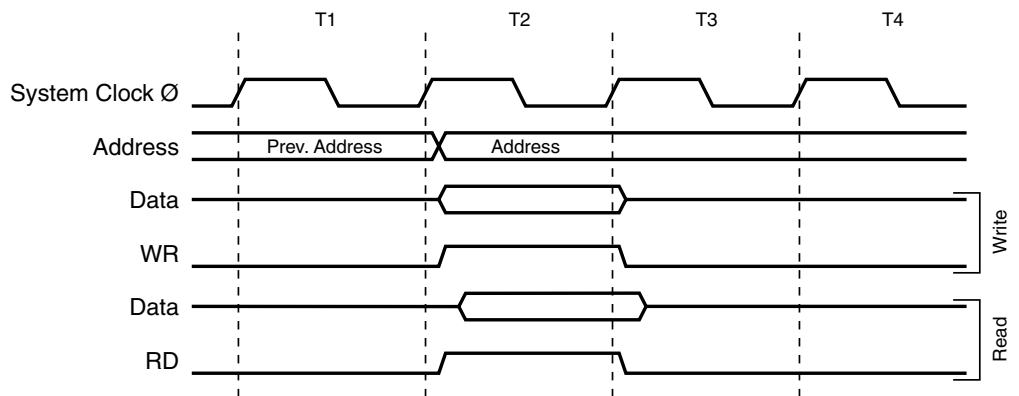 T1 T2 T3 T4
System Clock Ø
Address Prev. Address Address
Data
WR
Write
Data
RD
Read